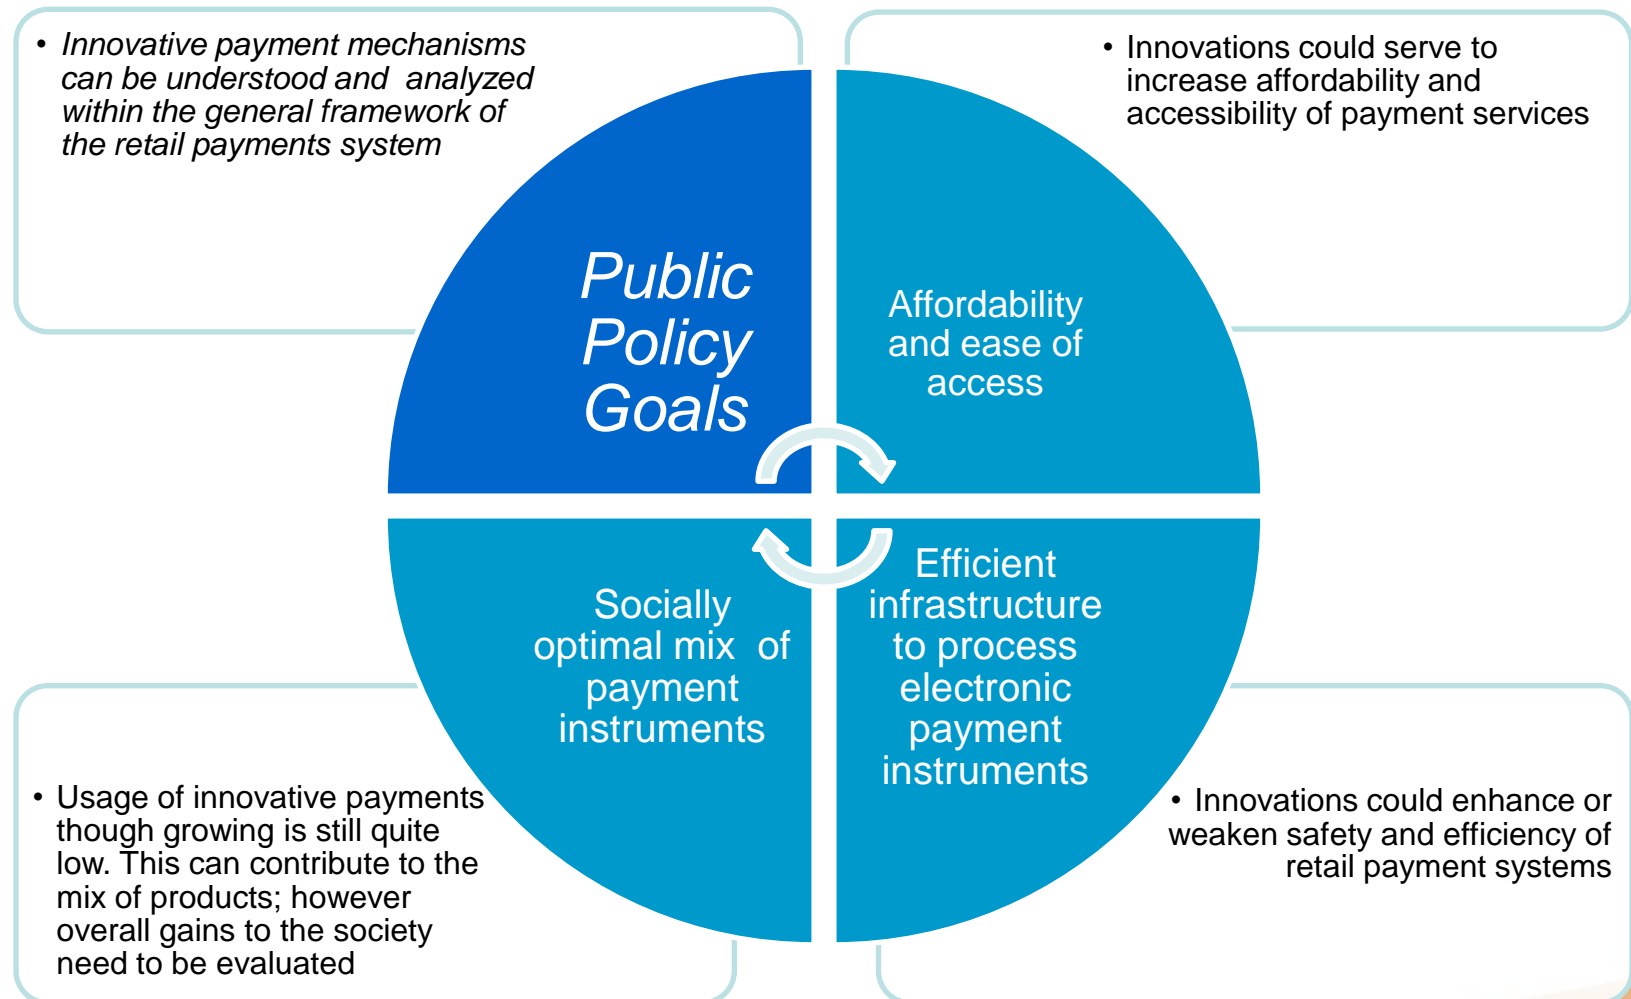 • Innovative payment mechanisms
can be understood and analyzed
within the general framework of
the retail payments system
• Innovations could serve to
increase affordability and
accessibility of payment services
Public
Policy
Goals
Affordability
and ease of
access
Socially
optimal mix of
payment
instruments
Efficient
infrastructure
to process
electronic
payment
instruments
• Usage of innovative payments
though growing is still quite
low. This can contribute to the
mix of products; however
overall gains to the society
need to be evaluated
• Innovations could enhance or
weaken safety and efficiency of
retail payment systems